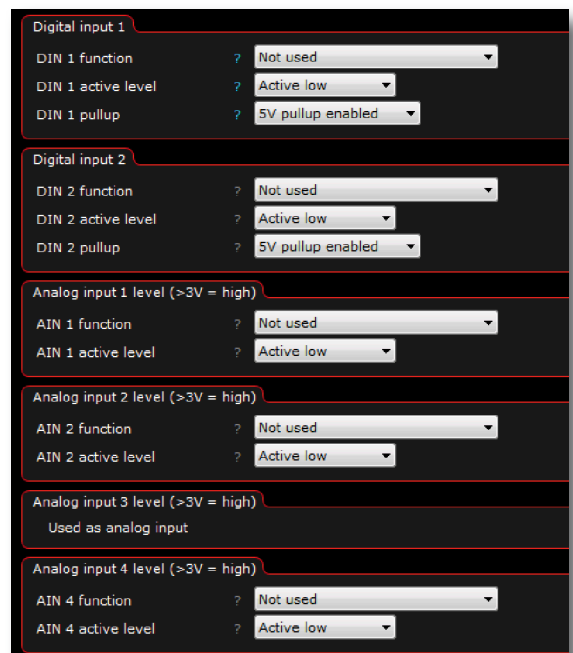 Digital input 1
DIN 1 function ? Not used
DIN 1 active level ? Active low
DIN 1 pullup ? 5V pullup enabled
Digital input 2
DIN 2 function ? Not used
DIN 2 active level ? Active low
DIN 2 pullup ? 5V pullup enabled
Analog input 1 level (>3V = high)
AIN 1 function ? Not used
AIN 1 active level ? Active low
Analog input 2 level (>3V = high)
AIN 2 function ? Not used
AIN 2 active level ? Active low
Analog input 3 level (>3V = high)
Used as analog input
Analog input 4 level (>3V = high)
AIN 4 function ? Not used
AIN 4 active level ? Active low